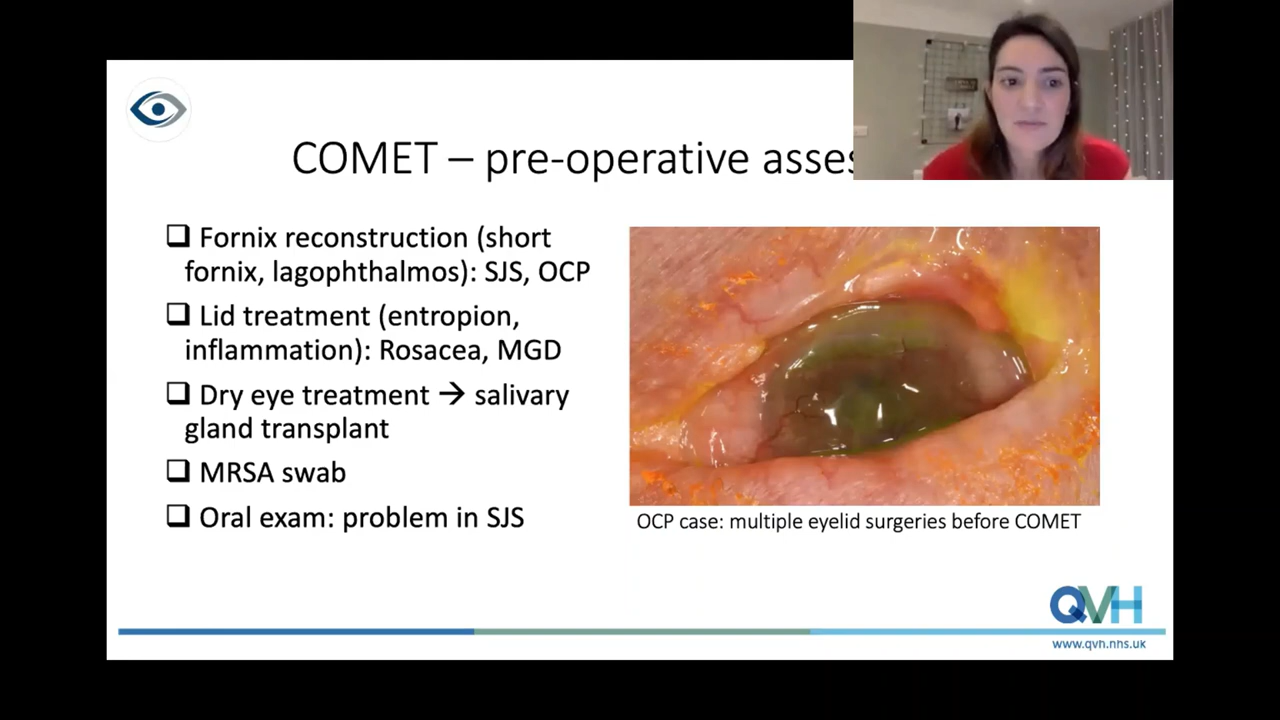 COMET – pre-operative
❑ Fornix reconstruction (short
fornix, lagophthalmos): SJS, OCP
❑ Lid treatment (entropion,
inflammation): Rosacea, MGD
❑ Dry eye treatment → salivary
gland transplant
❑ MRSA swab
❑ Oral exam: problem in SJS
OCP case: multiple eyelid surgeries before COMET
QVH
www.qvh.nhs.uk